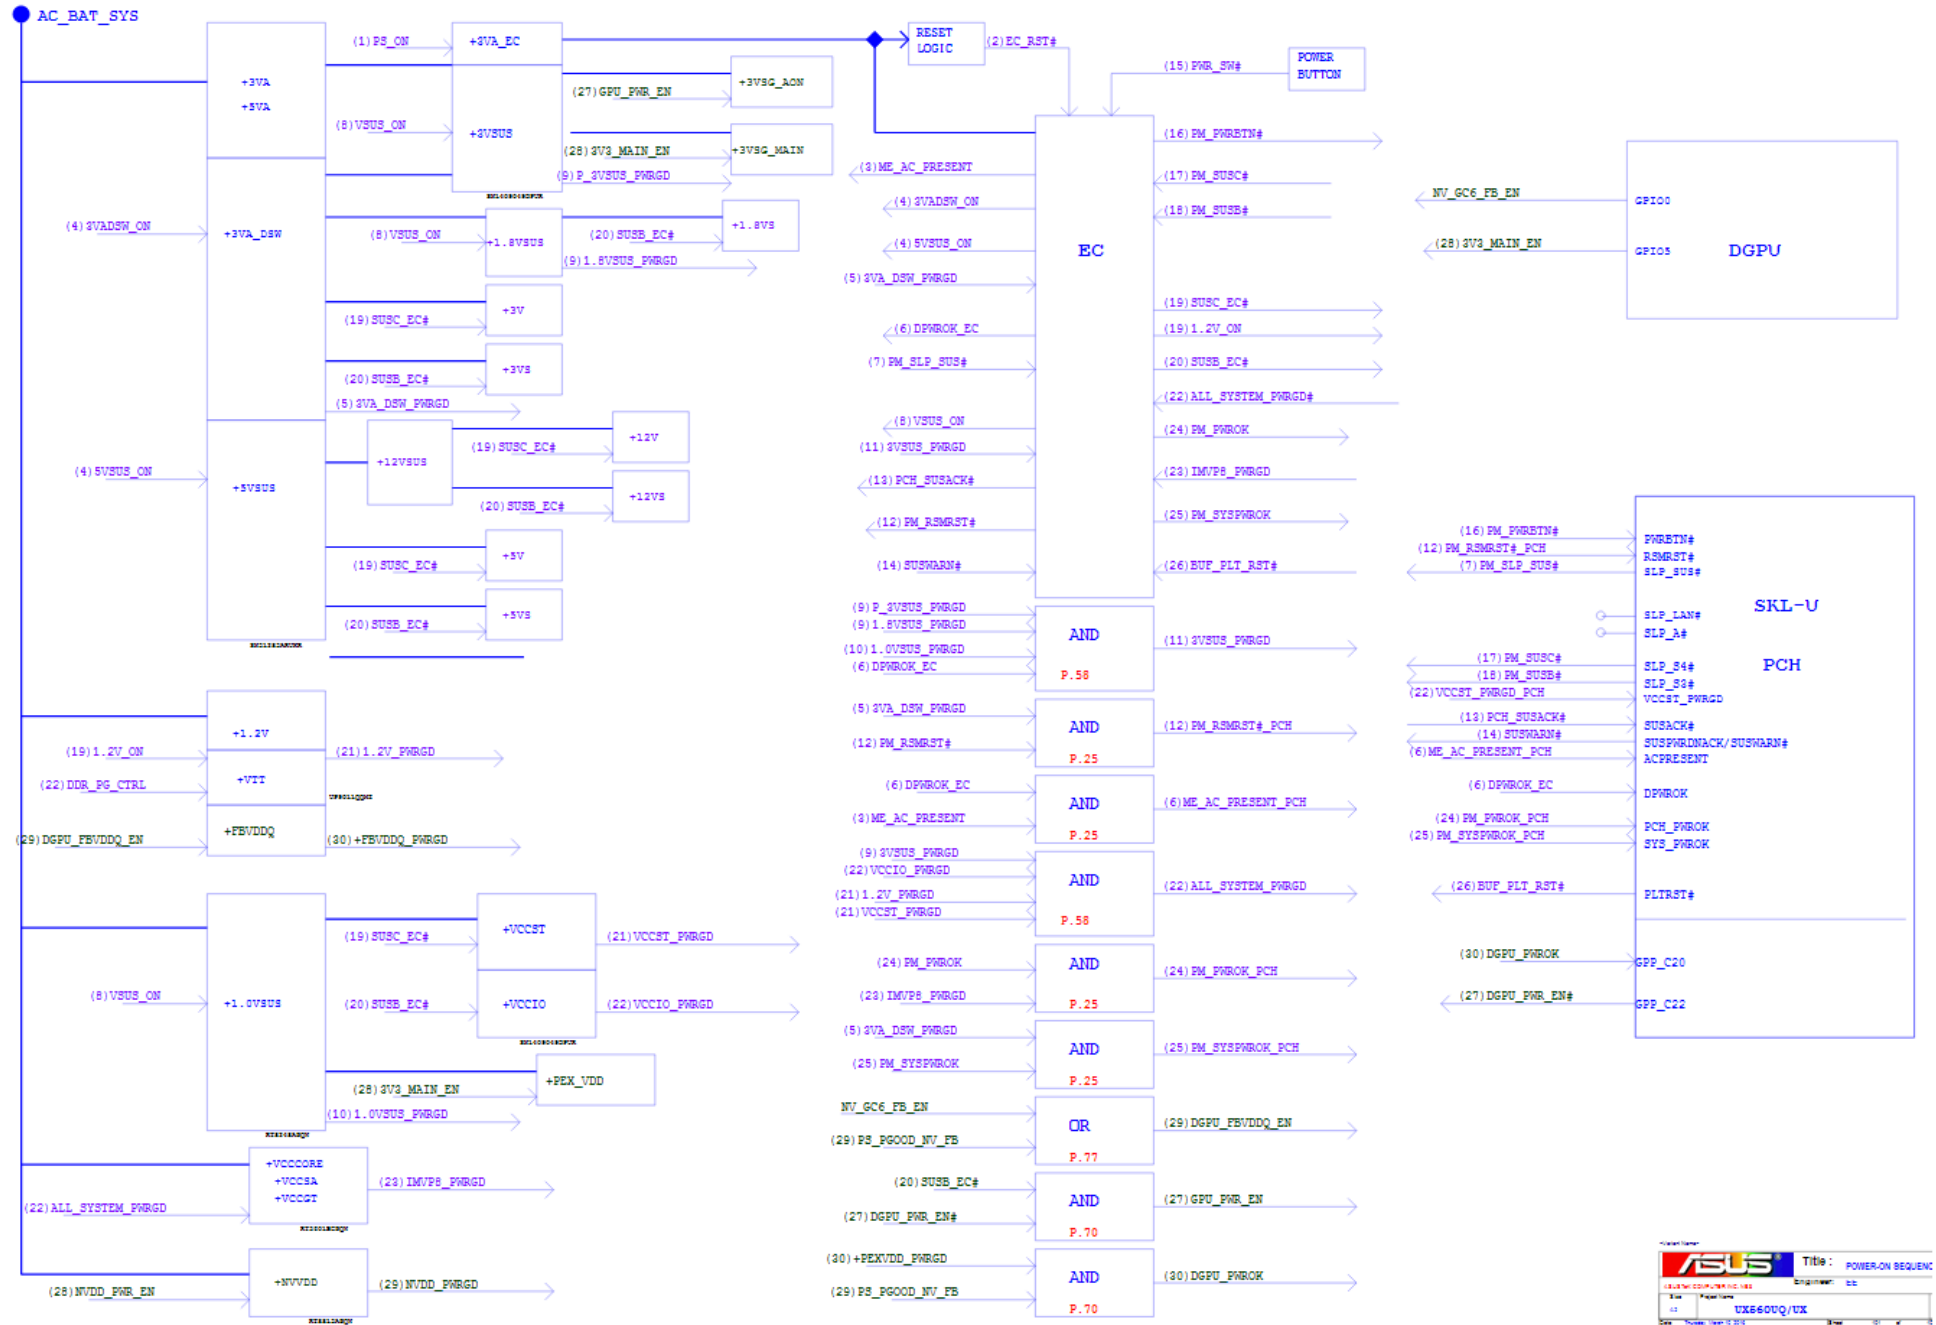 AC_BAT_SYS
+3VA
+5VA
(1)PS_ON
+3VA_EC
(8)VSUS_ON
+3VSUS
(27)GPU_PWR_EN
+3VSG_AON
(28)3V3_MAIN_EN
+3VSG_MAIN
(9)P_3VSUS_PWRGD
(4)3VADSW_ON
+3VA_DSW
(8)VSUS_ON
+1.8VSUS
(20)SUSB_EC#
+1.8VS
(9)1.8VSUS_PWRGD
(19)SUSC_EC#
+3V
(20)SUSB_EC#
+3VS
(5)3VA_DSW_PWRGD
(4)5VSUS_ON
+5VSUS
+12VSUS
(19)SUSC_EC#
+12V
(20)SUSB_EC#
+12VS
(19)SUSC_EC#
+5V
(20)SUSB_EC#
+5VS
+1.2V
(19)1.2V_ON
(21)1.2V_PWRGD
+VTT
(22)DDR_PG_CTRL
+FBVDDQ
(29)DGPU_FBVDDQ_EN
(30)+FBVDDQ_PWRGD
(8)VSUS_ON
+1.0VSUS
(19)SUSC_EC#
+VCCST
(21)VCCST_PWRGD
(20)SUSB_EC#
+VCCIO
(22)VCCIO_PWRGD
(28)3V3_MAIN_EN
+PEX_VDD
(10)1.0VSUS_PWRGD
+VCCCORE
+VCCSA
+VCCGT
(23)IMVP8_PWRGD
(22)ALL_SYSTEM_PWRGD
+NVVDD
(28)NVDD_PWR_EN
(29)NVDD_PWRGD
RESET
LOGIC
(2)EC_RST#
(15)PWR_SW#
POWER
BUTTON
EC
(3)ME_AC_PRESENT
(4)3VADSW_ON
(4)5VSUS_ON
(5)3VA_DSW_PWRGD
(6)DPWROK_EC
(7)PM_SLP_SUS#
(8)VSUS_ON
(11)3VSUS_PWRGD
(13)PCH_SUSACK#
(12)PM_RSMRST#
(14)SUSWARN#
(16)PM_PWRBTN#
(17)PM_SUSC#
(18)PM_SUSB#
(19)SUSC_EC#
(19)1.2V_ON
(20)SUSB_EC#
(22)ALL_SYSTEM_PWRGD#
(24)PM_PWROK
(23)IMVP8_PWRGD
(25)PM_SYSPWROK
(26)BUF_PLT_RST#
(9)P_3VSUS_PWRGD
(9)1.8VSUS_PWRGD
(10)1.0VSUS_PWRGD
(6)DPWROK_EC
AND
P.58
(11)3VSUS_PWRGD
(5)3VA_DSW_PWRGD
(12)PM_RSMRST#
AND
P.25
(12)PM_RSMRST#_PCH
(6)DPWROK_EC
(3)ME_AC_PRESENT
AND
P.25
(6)ME_AC_PRESENT_PCH
(9)3VSUS_PWRGD
(22)VCCIO_PWRGD
(21)1.2V_PWRGD
(21)VCCST_PWRGD
AND
P.58
(22)ALL_SYSTEM_PWRGD
(24)PM_PWROK
(23)IMVP8_PWRGD
AND
P.25
(24)PM_PWROK_PCH
(5)3VA_DSW_PWRGD
(25)PM_SYSPWROK
AND
P.25
(25)PM_SYSPWROK_PCH
NV_GC6_FB_EN
(29)PS_PGOOD_NV_FB
OR
P.77
(29)DGPU_FBVDDQ_EN
(20)SUSB_EC#
(27)DGPU_PWR_EN#
AND
P.70
(27)GPU_PWR_EN
(30)+PEXVDD_PWRGD
(29)PS_PGOOD_NV_FB
AND
P.70
(30)DGPU_PWROK
NV_GC6_FB_EN
GPIO0
(28)3V3_MAIN_EN
GPIO5
DGPU
SKL-U
PCH
(16)PM_PWRBTN#
PWRBTN#
(12)PM_RSMRST#_PCH
RSMRST#
(7)PM_SLP_SUS#
SLP_SUS#
SLP_LAN#
SLP_A#
(17)PM_SUSC#
SLP_S4#
(18)PM_SUSB#
SLP_S3#
(22)VCCST_PWRGD_PCH
VCCST_PWRGD
(13)PCH_SUSACK#
SUSACK#
(14)SUSWARN#
SUSPWRDNACK/SUSWARN#
(6)ME_AC_PRESENT_PCH
ACPRESENT
(6)DPWROK_EC
DPWROK
(24)PM_PWROK_PCH
PCH_PWROK
(25)PM_SYSPWROK_PCH
SYS_PWROK
(26)BUF_PLT_RST#
PLTRST#
(30)DGPU_PWROK
GPP_C20
(27)DGPU_PWR_EN#
GPP_C22
ASUS
Title :
POWER-ON SEQUENC
Engineer:
EE
Size
Project Name
UX560UQ/UX